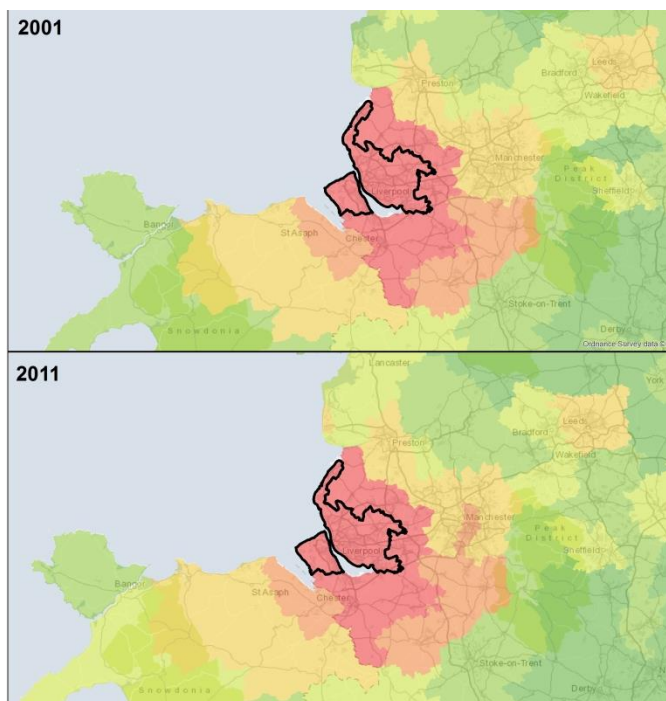 2001
Preston
Leeds
Bradford
Wakefield
Manchester
Peak
District
Sheffield
Liverpool
Bangor
St Asaph
Chester
Snowdonia
Stoke-on-Trent
Derby
Ordnance Survey data ©
2011
Lancaster
York
Preston
Bradford
Leeds
Wakefield
Manchester
Peak
District
Sheffield
Liverpool
Bangor
St Asaph
Chester
Stoke-on-Trent
Snowdonia
Derby